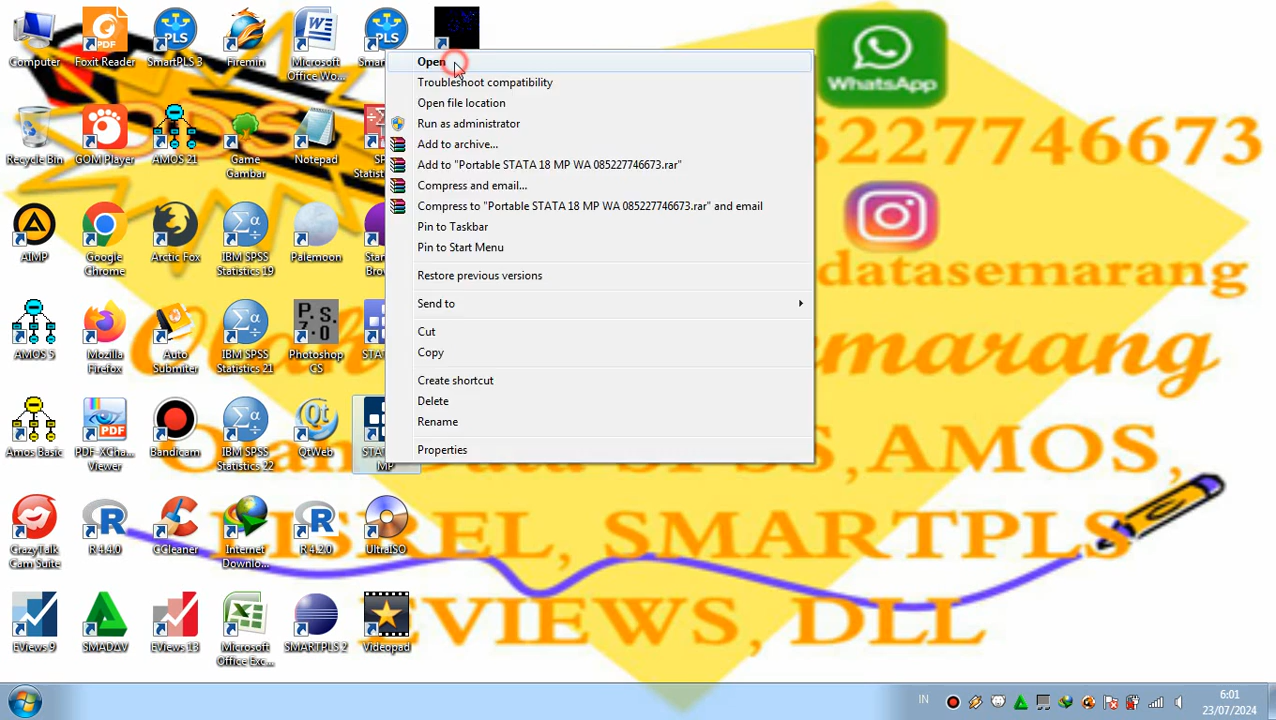 Computer
Foxit Reader
SmartPLS 3
Firemin
Microsoft
Office Wo...
WhatsApp
5227746673
Open
Troubleshoot compatibility
Open file location
Run as administrator
Add to archive...
Add to "Portable STATA 18 MP WA 085227746673.rar"
Compress and email...
Compress to "Portable STATA 18 MP WA 085227746673.rar" and email
Pin to Taskbar
Pin to Start Menu
Restore previous versions
Send to
Cut
Copy
Create shortcut
Delete
Rename
Properties
Recycle Bin
GOM Player
AMOS 21
Game
Gambar
Notepad
datasemarang
AIMP
Google
Chrome
Arctic Fox
IBM SPSS
Statistics 19
Palemoon
emarang
AMOS 5
Mozilla
Firefox
Auto
Submiter
IBM SPSS
Statistics 21
Photoshop
CS
Amos Basic
PDF-XCha...
Viewer
Bandicam
IBM SPSS
Statistics 22
QtWeb
MP
AMOS,
CrazyTalk
Cam Suite
R 4.4.0
CCleaner
Internet
Downlo...
R 4.2.0
UltraISO
LISREL, SMARTPLS
EViews 9
SMADΔV
EViews 13
Microsoft
Office Exc...
SMARTPLS 2
Videopad
EVIEWS, DLL
IN
6:01
23/07/2024